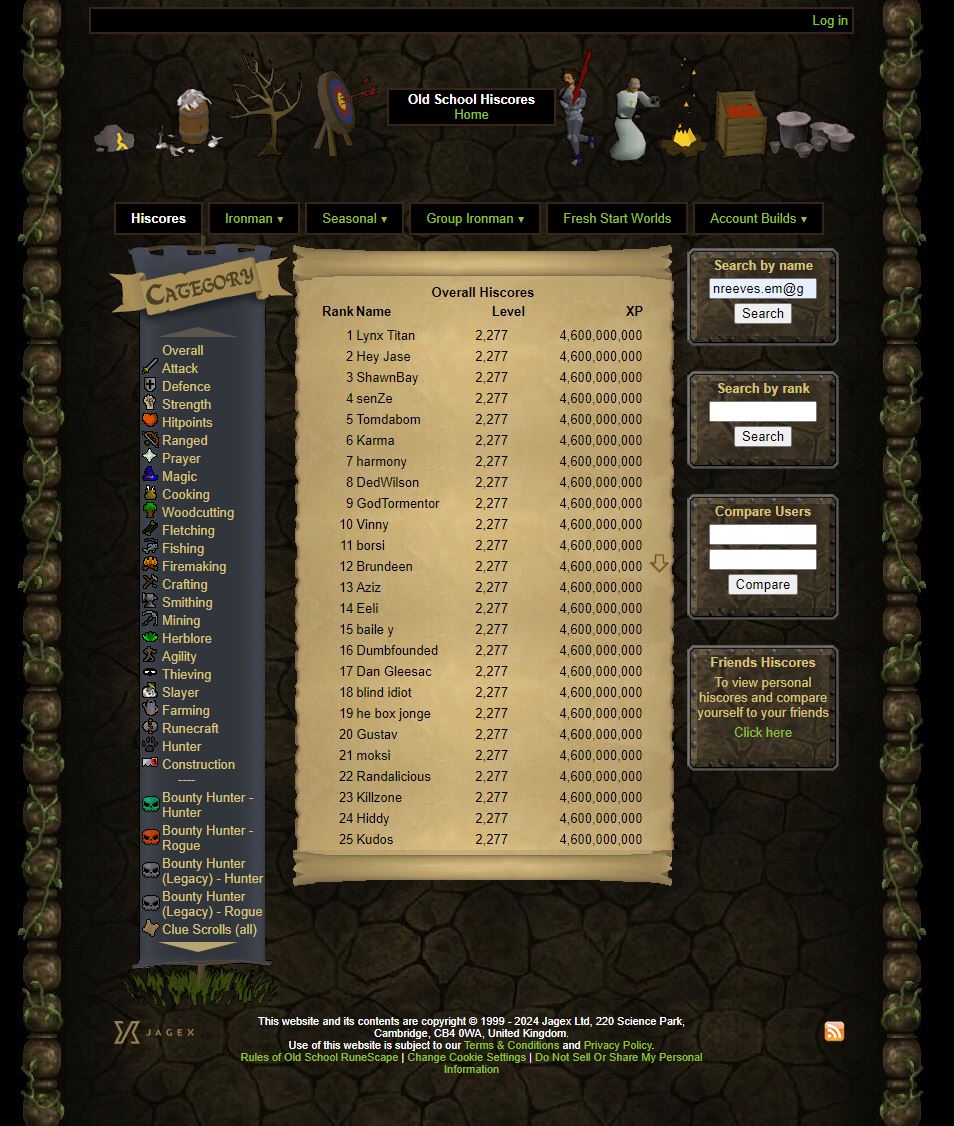 Log in
Old School Hiscores
Home
Hiscores
Ironman ▾
Seasonal ▾
Group Ironman ▾
Fresh Start Worlds
Account Builds ▾
CATEGORY
Overall
Attack
Defence
Strength
Hitpoints
Ranged
Prayer
Magic
Cooking
Woodcutting
Fletching
Fishing
Firemaking
Crafting
Smithing
Mining
Herblore
Agility
Thieving
Slayer
Farming
Runecraft
Hunter
Construction
----
Bounty Hunter -
Hunter
Bounty Hunter -
Rogue
Bounty Hunter
(Legacy) - Hunter
Bounty Hunter
(Legacy) - Rogue
Clue Scrolls (all)
Overall Hiscores
Rank Name Level XP
1 Lynx Titan 2,277 4,600,000,000
2 Hey Jase 2,277 4,600,000,000
3 ShawnBay 2,277 4,600,000,000
4 senZe 2,277 4,600,000,000
5 Tomdabom 2,277 4,600,000,000
6 Karma 2,277 4,600,000,000
7 harmony 2,277 4,600,000,000
8 DedWilson 2,277 4,600,000,000
9 GodTormentor 2,277 4,600,000,000
10 Vinny 2,277 4,600,000,000
11 borsi 2,277 4,600,000,000
12 Brundeen 2,277 4,600,000,000
13 Aziz 2,277 4,600,000,000
14 Eeli 2,277 4,600,000,000
15 baile y 2,277 4,600,000,000
16 Dumbfounded 2,277 4,600,000,000
17 Dan Gleesac 2,277 4,600,000,000
18 blind idiot 2,277 4,600,000,000
19 he box jonge 2,277 4,600,000,000
20 Gustav 2,277 4,600,000,000
21 moksi 2,277 4,600,000,000
22 Randalicious 2,277 4,600,000,000
23 Killzone 2,277 4,600,000,000
24 Hiddy 2,277 4,600,000,000
25 Kudos 2,277 4,600,000,000
Search by name
nreeves.em@g
Search
Search by rank
Search
Compare Users
Compare
Friends Hiscores
To view personal
hiscores and compare
yourself to your friends
Click here
JAGEX
This website and its contents are copyright © 1999 - 2024 Jagex Ltd, 220 Science Park,
Cambridge, CB4 0WA, United Kingdom.
Use of this website is subject to our Terms & Conditions and Privacy Policy.
Rules of Old School RuneScape | Change Cookie Settings | Do Not Sell Or Share My Personal
Information